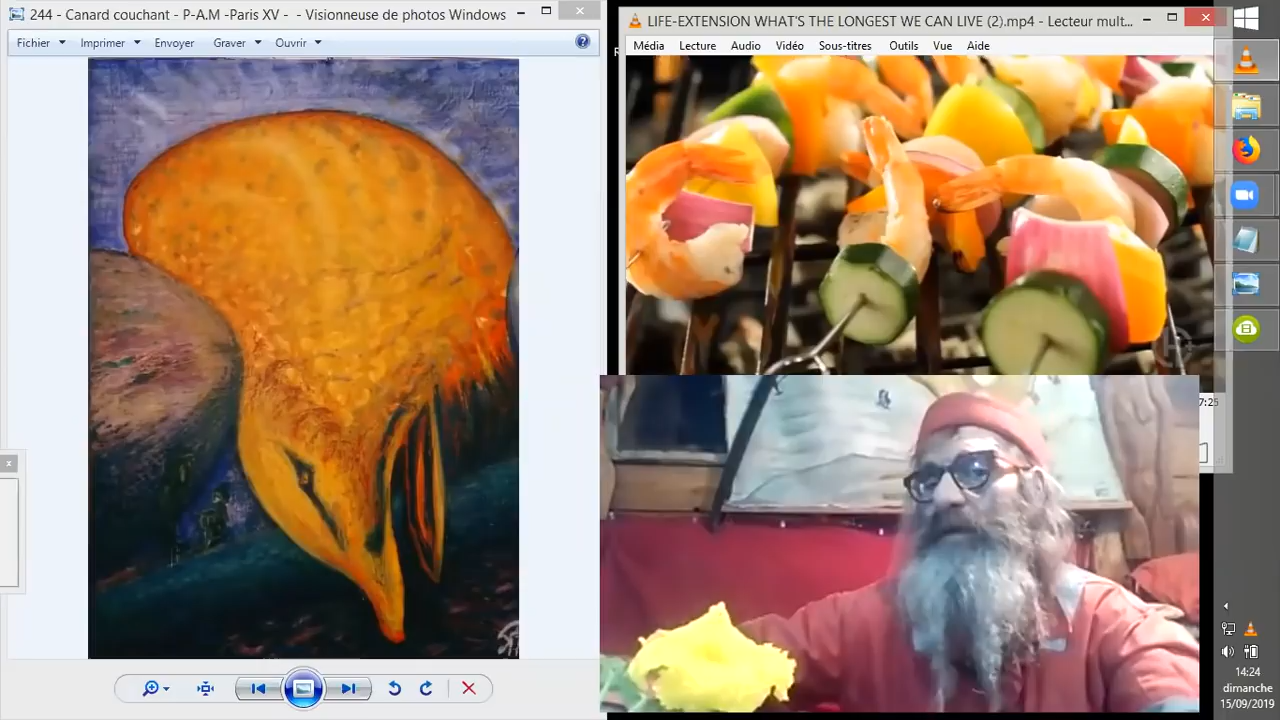 244 - Canard couchant - P-A.M -Paris XV - - Visionneuse de photos Windows
Fichier Imprimer Envoyer Graver Ouvrir
LIFE-EXTENSION WHAT'S THE LONGEST WE CAN LIVE (2).mp4 - Lecteur mult...
Média Lecture Audio Vidéo Sous-titres Outils Vue Aide
7:25
14:24
dimanche
15/09/2019